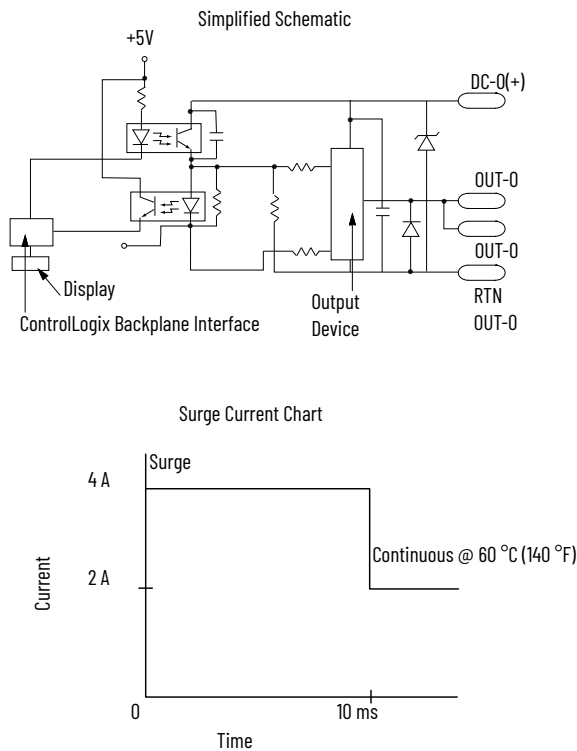 Simplified Schematic
+5V
DC-0(+)
OUT-0
OUT-0
RTN
OUT-0
Display
ControlLogix Backplane Interface
Output
Device
Surge Current Chart
Surge
4 A
Continuous @ 60 °C (140 °F)
2 A
Current
0
10 ms
Time